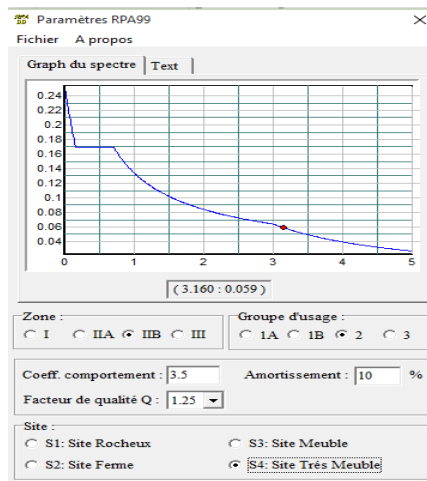 Paramètres RPA99
Fichier A propos
Graph du spectre Text
0.24
0.22
0.2
0.18
0.16
0.14
0.12
0.1
0.08
0.06
0.04
0 1 2 3 4 5
( 3.160 : 0.059 )
Zone : Groupe d'usage :
I IIA IIB III 1A 1B 2 3
Coeff. comportement : 3.5 Amortissement : 10 %
Facteur de qualité Q : 1.25
Site :
S1: Site Rocheux S3: Site Meuble
S2: Site Ferme S4: Site Trés Meuble